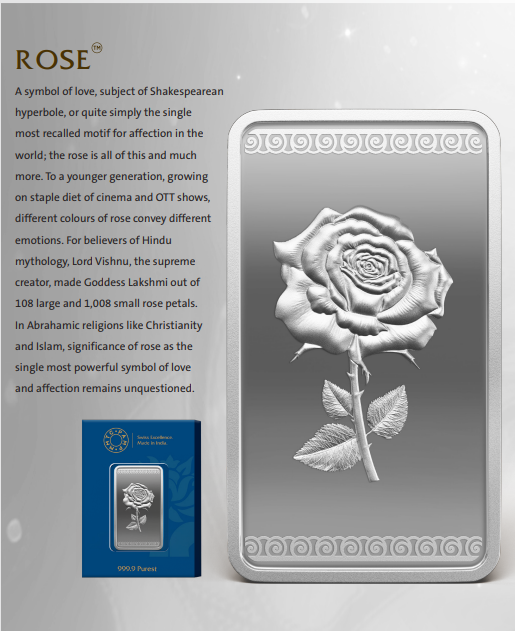 ROSE™
A symbol of love, subject of Shakespearean
hyperbole, or quite simply the single
most recalled motif for affection in the
world; the rose is all of this and much
more. To a younger generation, growing
on staple diet of cinema and OTT shows,
different colours of rose convey different
emotions. For believers of Hindu
mythology, Lord Vishnu, the supreme
creator, made Goddess Lakshmi out of
108 large and 1,008 small rose petals.
In Abrahamic religions like Christianity
and Islam, significance of rose as the
single most powerful symbol of love
and affection remains unquestioned.
MMTC-PAMP
Swiss Excellence.
Made in India.
999.9 Purest